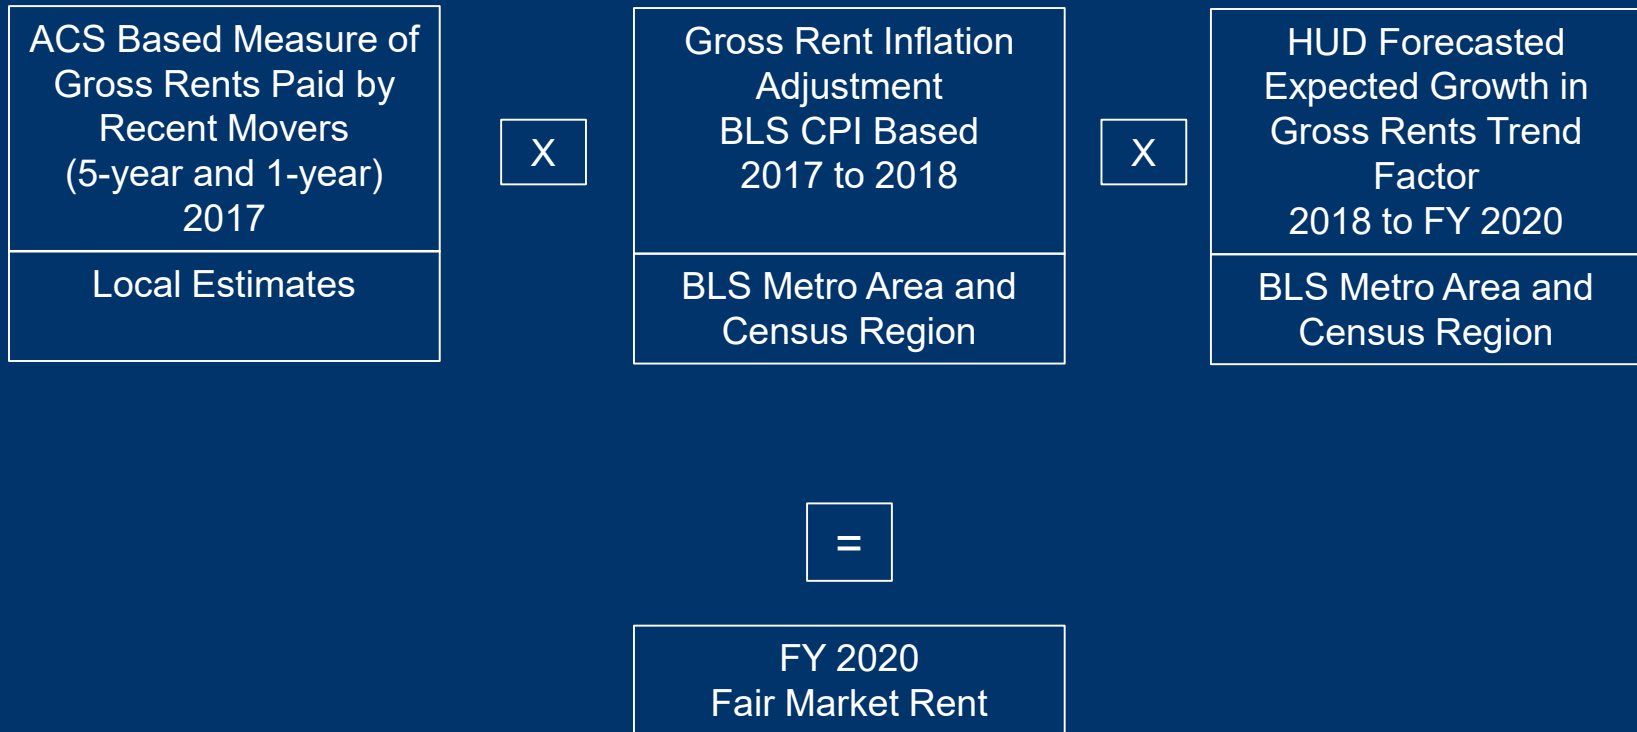 ACS Based Measure of
Gross Rents Paid by
Recent Movers
(5-year and 1-year)
2017
Local Estimates
X
Gross Rent Inflation
Adjustment
BLS CPI Based
2017 to 2018
BLS Metro Area and
Census Region
X
HUD Forecasted
Expected Growth in
Gross Rents Trend
Factor
2018 to FY 2020
BLS Metro Area and
Census Region
=
FY 2020
Fair Market Rent